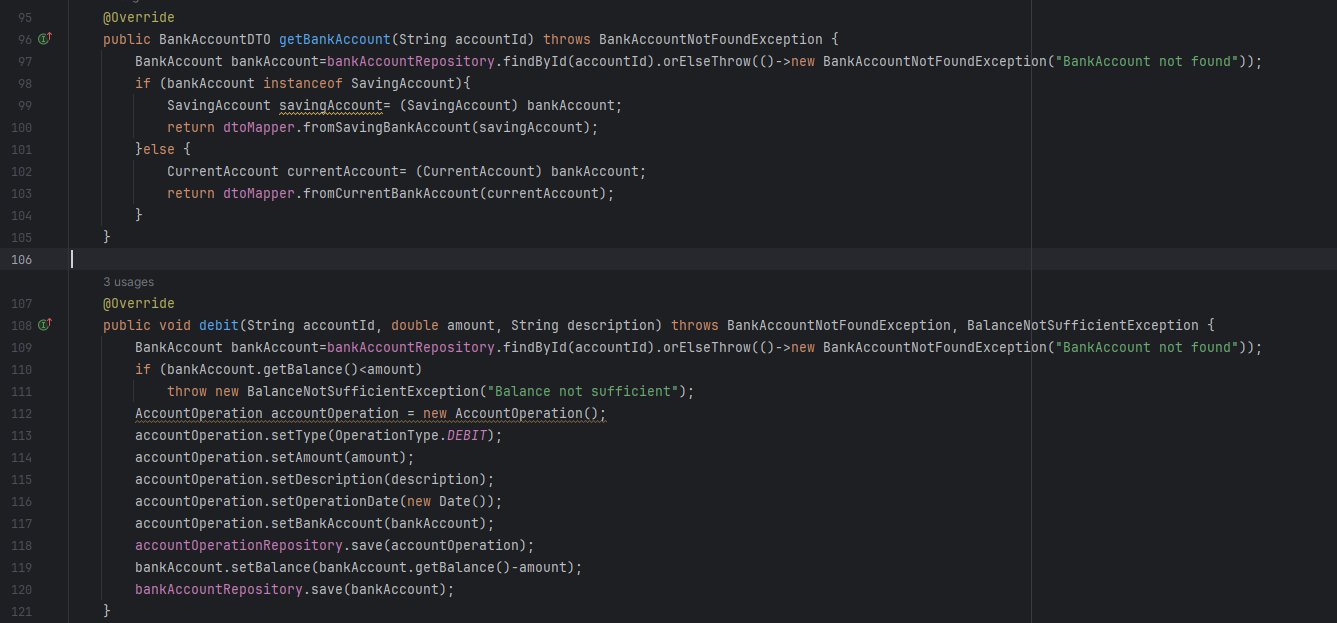 95 @Override
96 public BankAccountDTO getBankAccount(String accountId) throws BankAccountNotFoundException {
97 BankAccount bankAccount=bankAccountRepository.findById(accountId).orElseThrow(()->new BankAccountNotFoundException("BankAccount not found"));
98 if (bankAccount instanceof SavingAccount){
99 SavingAccount savingAccount= (SavingAccount) bankAccount;
100 return dtoMapper.fromSavingBankAccount(savingAccount);
101 }else {
102 CurrentAccount currentAccount= (CurrentAccount) bankAccount;
103 return dtoMapper.fromCurrentBankAccount(currentAccount);
104 }
105 }
106
3 usages
107 @Override
108 public void debit(String accountId, double amount, String description) throws BankAccountNotFoundException, BalanceNotSufficientException {
109 BankAccount bankAccount=bankAccountRepository.findById(accountId).orElseThrow(()->new BankAccountNotFoundException("BankAccount not found"));
110 if (bankAccount.getBalance()<amount)
111 throw new BalanceNotSufficientException("Balance not sufficient");
112 AccountOperation accountOperation = new AccountOperation();
113 accountOperation.setType(OperationType.DEBIT);
114 accountOperation.setAmount(amount);
115 accountOperation.setDescription(description);
116 accountOperation.setOperationDate(new Date());
117 accountOperation.setBankAccount(bankAccount);
118 accountOperationRepository.save(accountOperation);
119 bankAccount.setBalance(bankAccount.getBalance()-amount);
120 bankAccountRepository.save(bankAccount);
121 }